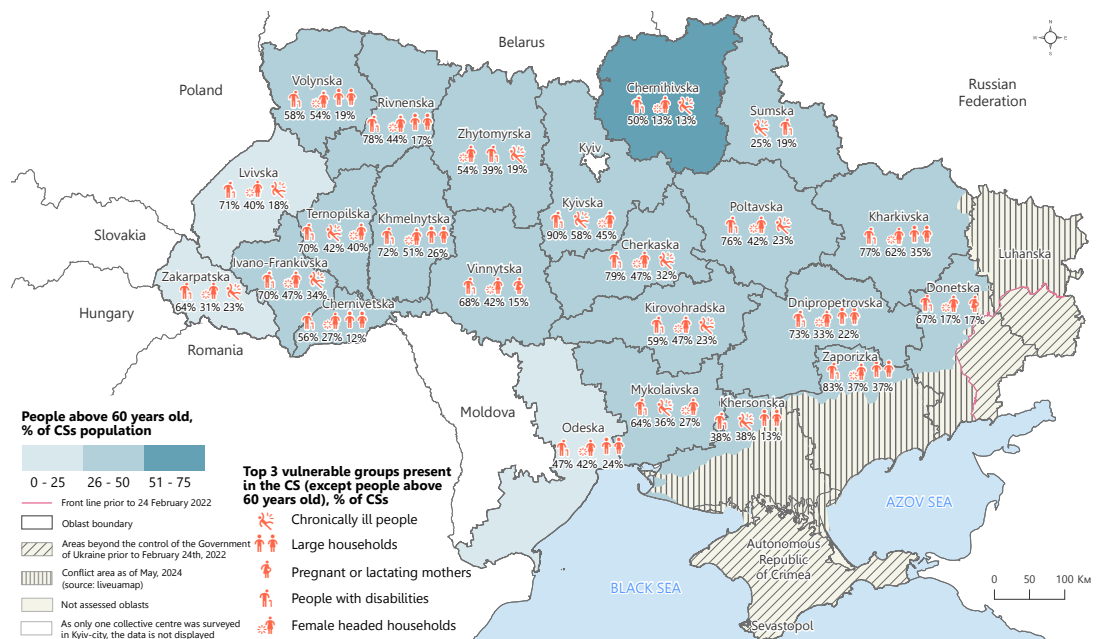 Belarus
Poland
Russian
Federation
Volynska
58% 54% 19%
Rivnenska
78% 44% 17%
Zhytomyrska
54% 39% 19%
Chernihivska
50% 13% 13%
Sumska
25% 19%
Kyiv
Lvivska
71% 40% 18%
Ternopilska
70% 42% 40%
Khmelnytska
72% 51% 26%
Kyivska
90% 58% 45%
Poltavska
76% 42% 23%
Kharkivska
77% 62% 35%
Cherkaska
79% 47% 32%
Luhanska
Slovakia
Zakarpatska
64% 31% 23%
Ivano-Frankivska
70% 47% 34%
Chernivetska
56% 27% 12%
Vinnytska
68% 42% 15%
Kirovohradska
59% 47% 23%
Dnipropetrovska
73% 33% 22%
Donetska
67% 17% 17%
Hungary
Romania
Zaporizka
83% 37% 37%
Mykolaivska
64% 36% 27%
Khersonska
38% 38% 13%
Moldova
Odeska
47% 42% 24%
AZOV SEA
BLACK SEA
Autonomous
Republic
of Crimea
Sevastopol
N
E
S
W
0 50 100 Км
People above 60 years old,
% of CSs population
0 - 25 26 - 50 51 - 75
Front line prior to 24 February 2022
Oblast boundary
Areas beyond the control of the Government
of Ukraine prior to February 24th, 2022
Conflict area as of May, 2024
(source: liveuamap)
Not assessed oblasts
As only one collective centre was surveyed
in Kyiv-city, the data is not displayed
Top 3 vulnerable groups present
in the CS (except people above
60 years old), % of CSs
Chronically ill people
Large households
Pregnant or lactating mothers
People with disabilities
Female headed households